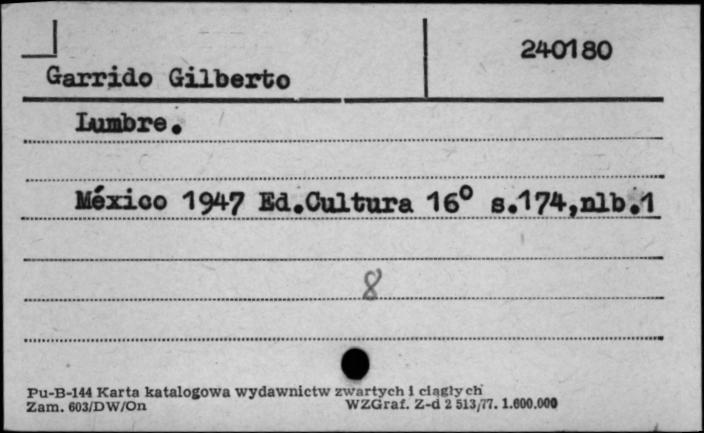 240180
Garrido Gilberto
Lumbre.
México 1947 Ed.Cultura 16° s.174,nlb.1
8
Pu-B-144 Karta katalogowa wydawnictw zwartych i ciągłych
Zam. 603/DW/On WZGraf. Z-d 2 513/77. 1.600.000